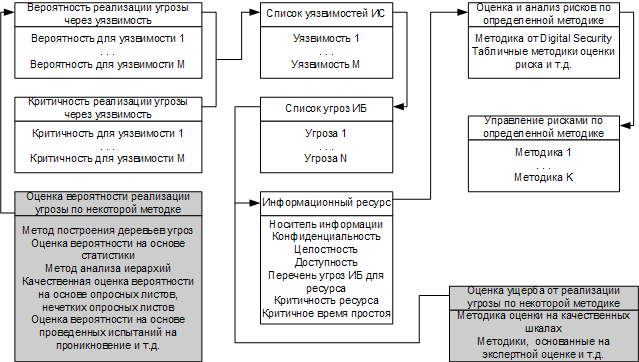 Вероятность реализации угрозы
через уязвимость
Вероятность для уязвимости 1
. . .
Вероятность для уязвимости M
Критичность реализации угрозы
через уязвимость
Критичность для уязвимости 1
. . .
Критичность для уязвимости M
Оценка вероятности реализации
угрозы по некоторой методке
Метод построения деревьев угроз
Оценка вероятности на основе
статистики
Метод анализа иерархий
Качественная оценка вероятности
на основе опросных листов,
нечетких опросных листов
Оценка вероятности на основе
проведенных испытаний на
проникновение и т.д.
Список уязвимостей ИС
Уязвимость 1
. . .
Уязвимость M
Список угроз ИБ
Угроза 1
. . .
Угроза N
Информационный ресурс
Носитель информации
Конфиденциальность
Целостность
Доступность
Перечень угроз ИБ для
ресурса
Критичность ресурса
Критичное время простоя
Оценка и анализ рисков по
определенной методике
Методика от Digital Security
Табличные методики оценки
риска и т.д.
Управление рисками по
определенной методике
Методика 1
. . .
Методика K
Оценка ущерба от реализации
угрозы по некоторой методике
Методика оценки на качественных
шкалах
Методики, основанные на
экспертной оценке и т.д.